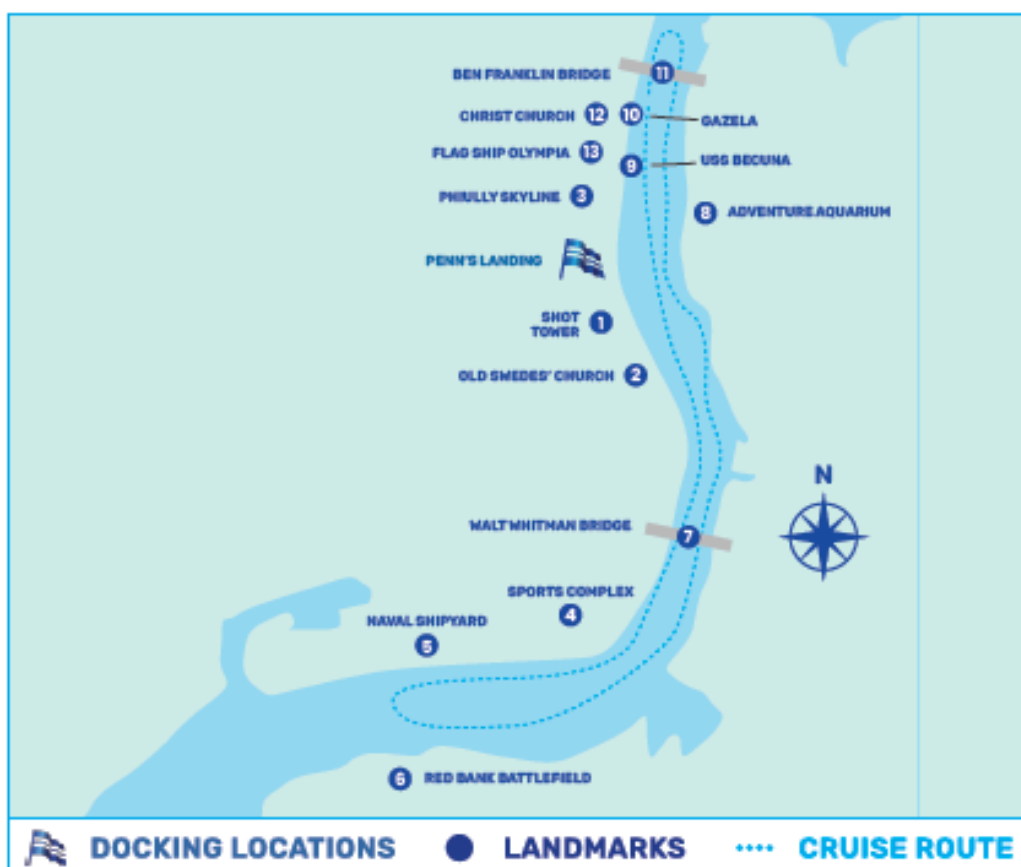 BEN FRANKLIN BRIDGE
11
CHRIST CHURCH
12
10
GAZELA
FLAG SHIP OLYMPIA
13
9
USS BECUNA
PHIULLY SKYLINE
3
8
ADVENTURE AQUARIUM
PENN'S LANDING
SHOT
TOWER
1
OLD SWEDES' CHURCH
2
N
WALT WHITMAN BRIDGE
7
SPORTS COMPLEX
4
NAVAL SHIPYARD
5
6
RED BANK BATTLEFIELD
DOCKING LOCATIONS
LANDMARKS
CRUISE ROUTE